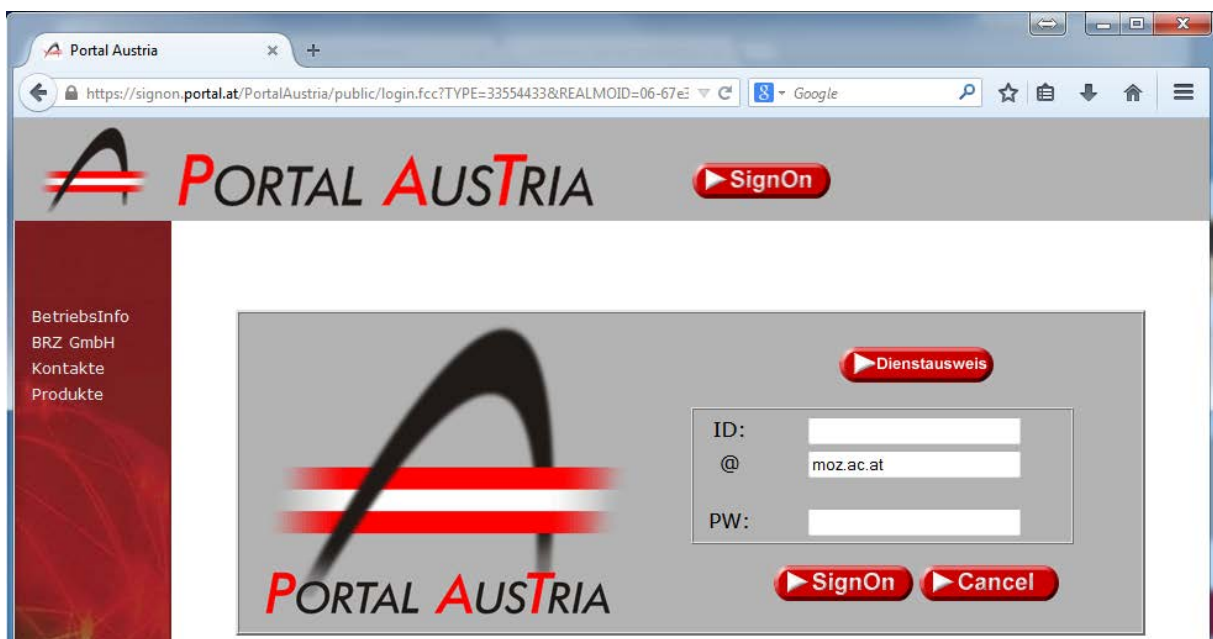 Portal Austria
https://signon.portal.at/PortalAustria/public/login.fcc?TYPE=33554433&REALMOID=06-67e
Google
PORTAL AUSTRIA
SignOn
BetriebsInfo
BRZ GmbH
Kontakte
Produkte
Dienstausweis
ID:
@ moz.ac.at
PW:
PORTAL AUSTRIA
SignOn Cancel